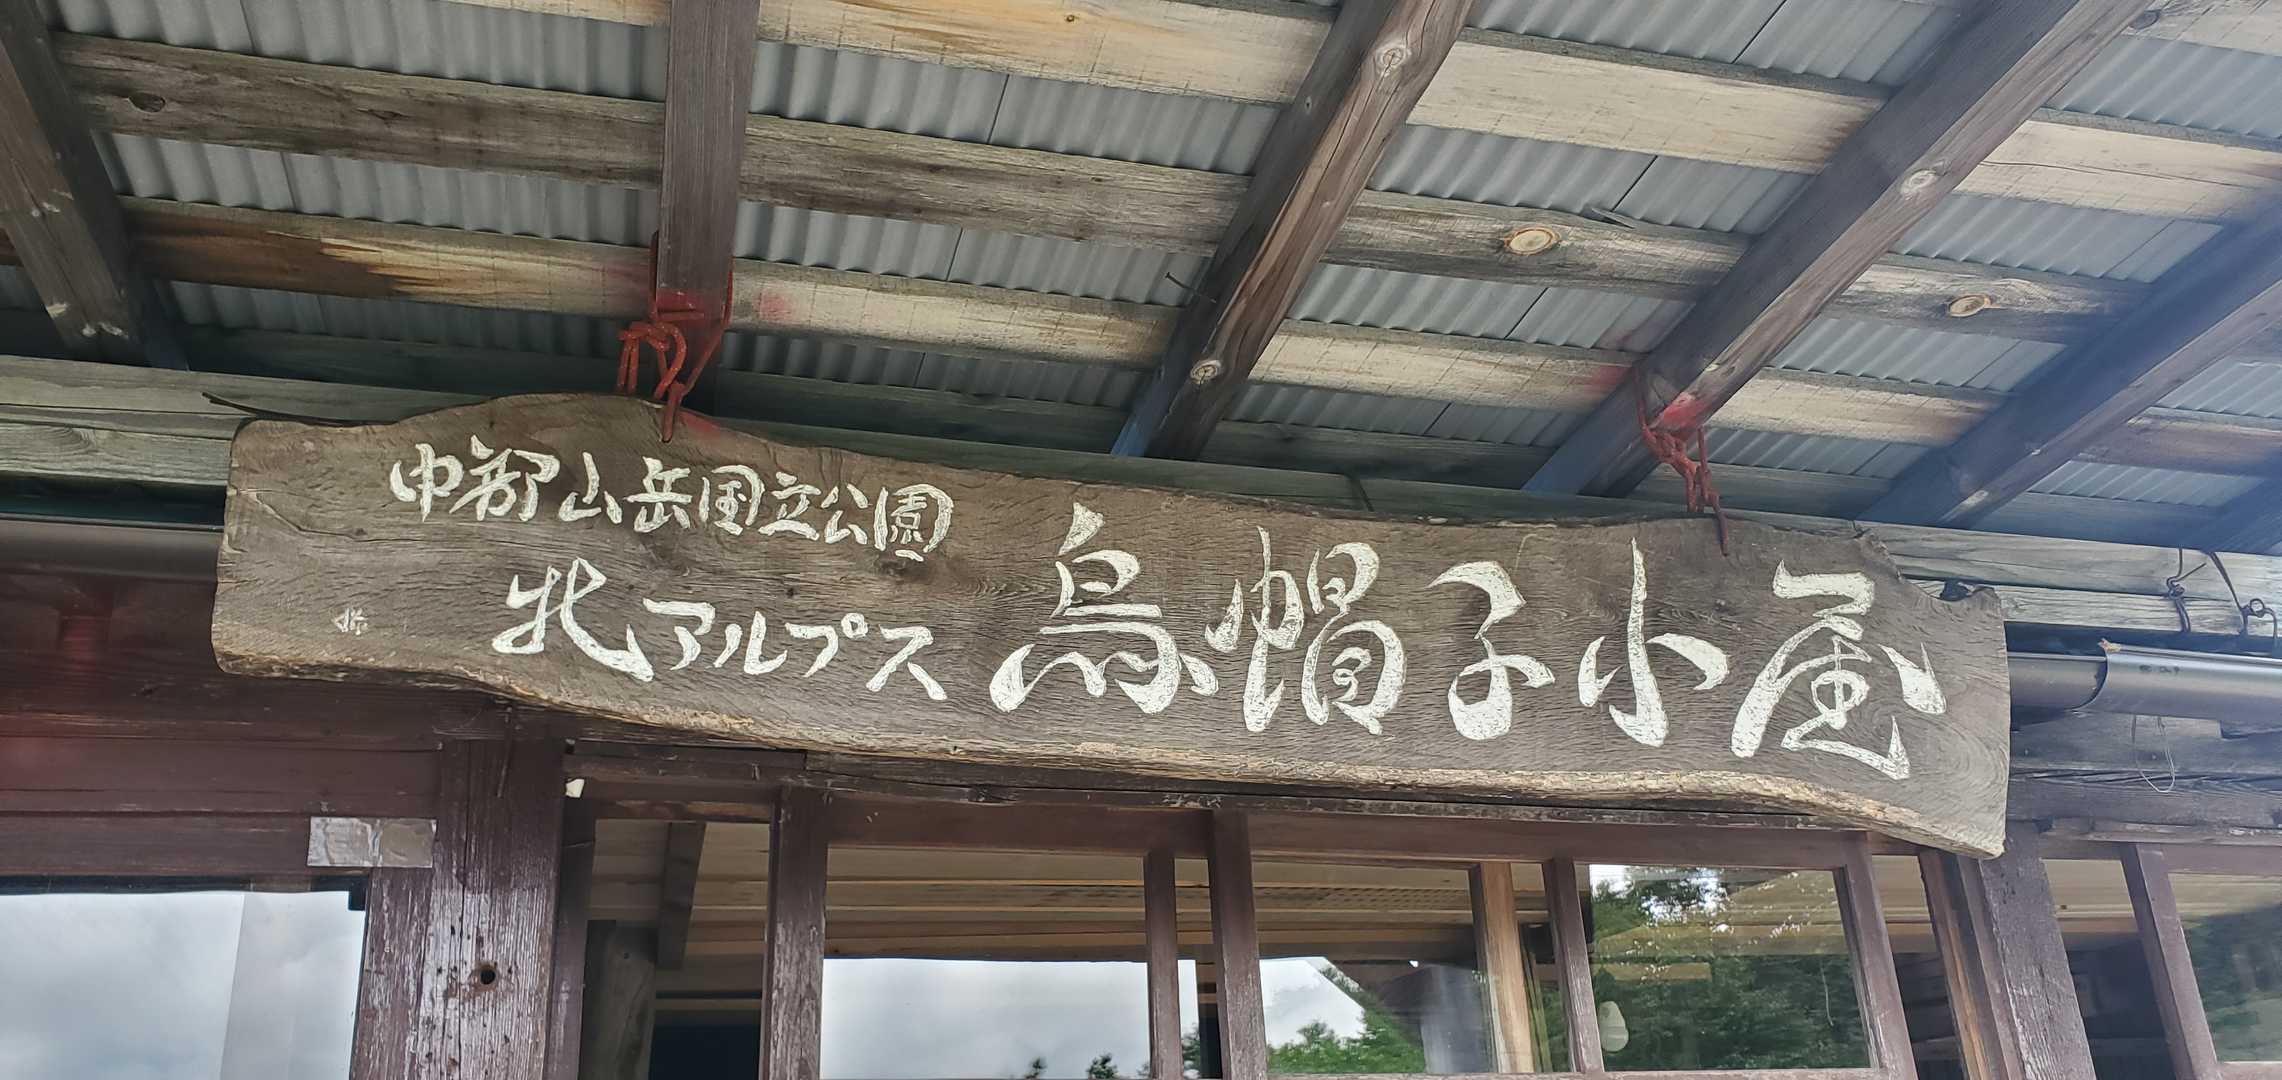 中部山岳国立公園
北アルプス 烏帽子小屋